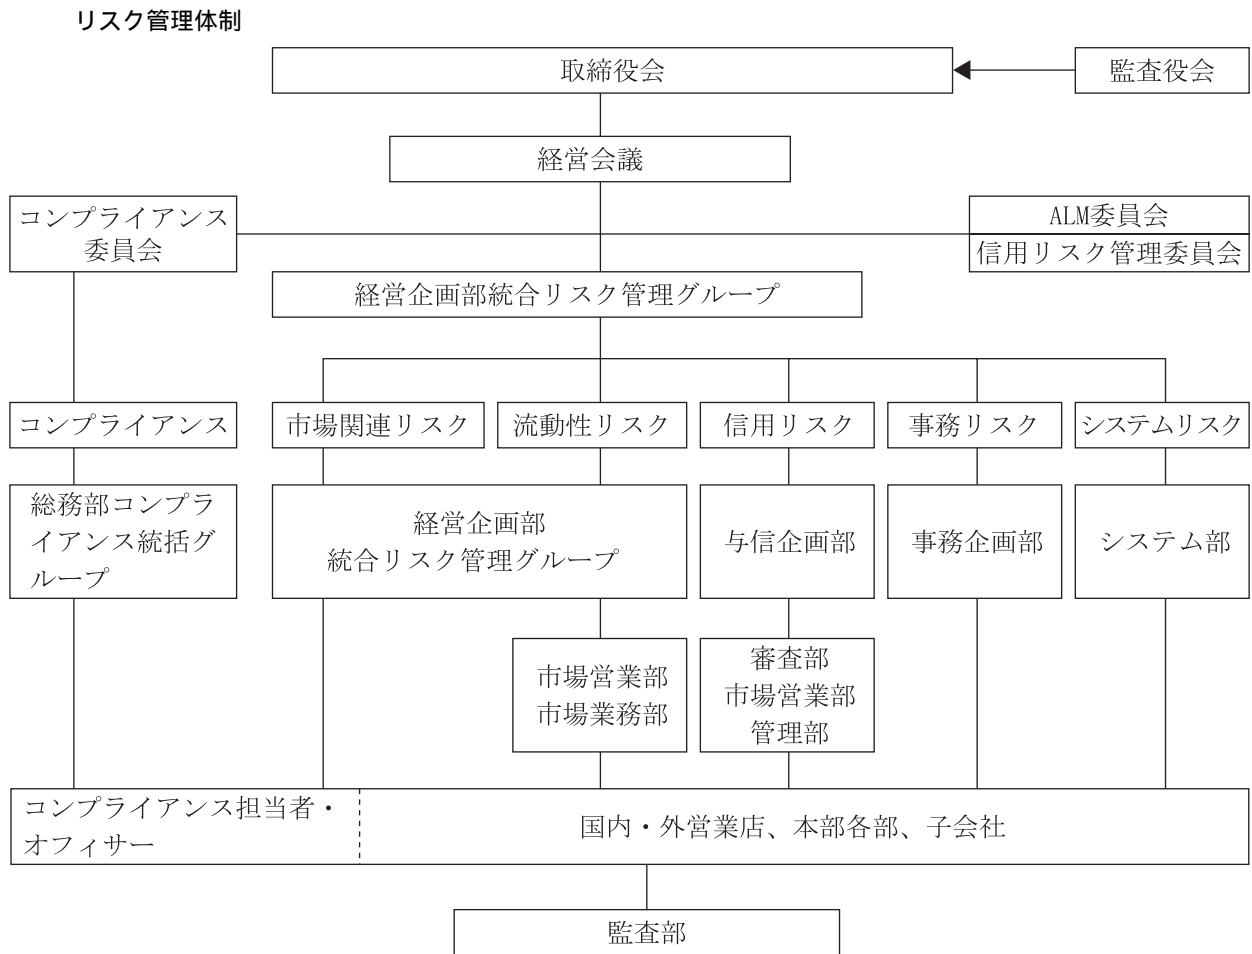 リスク管理体制
取締役会
監査役会
経営会議
コンプライアンス
委員会
ALM委員会
信用リスク管理委員会
経営企画部統合リスク管理グループ
コンプライアンス
市場関連リスク
流動性リスク
信用リスク
事務リスク
システムリスク
総務部コンプラ
イアンス統括グ
ループ
経営企画部
統合リスク管理グループ
与信企画部
事務企画部
システム部
市場営業部
市場業務部
審査部
市場営業部
管理部
コンプライアンス担当者・
オフィサー
国内・外営業店、本部各部、子会社
監査部